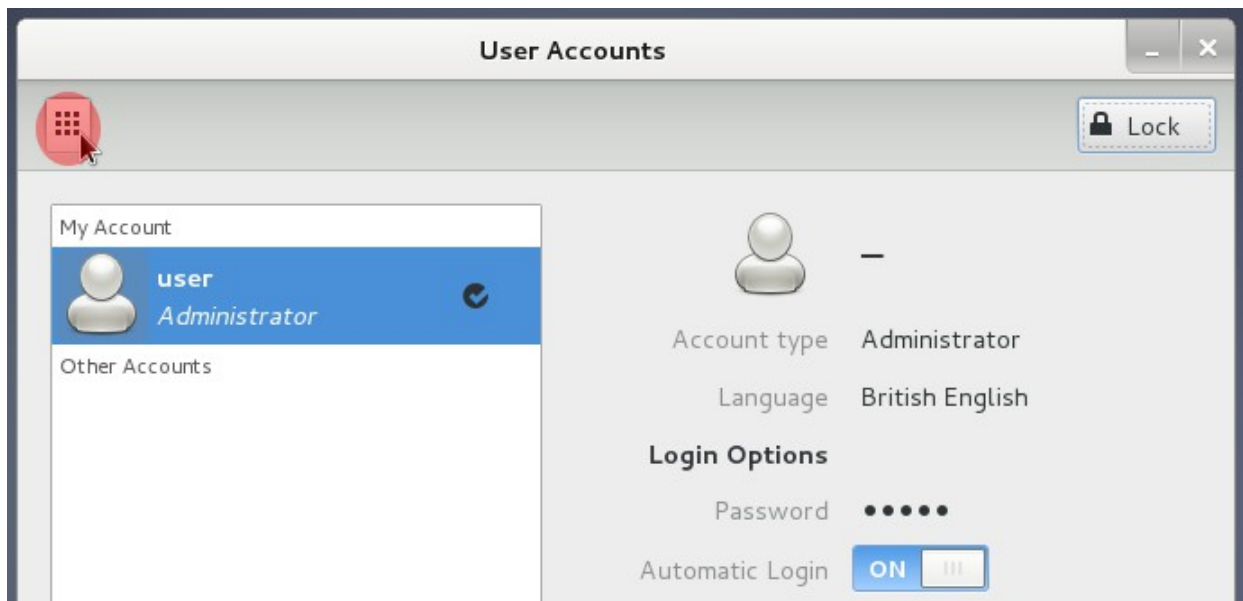 User Accounts
Lock
My Account
user
Administrator
Other Accounts
Account type Administrator
Language British English
Login Options
Password •••••
Automatic Login ON